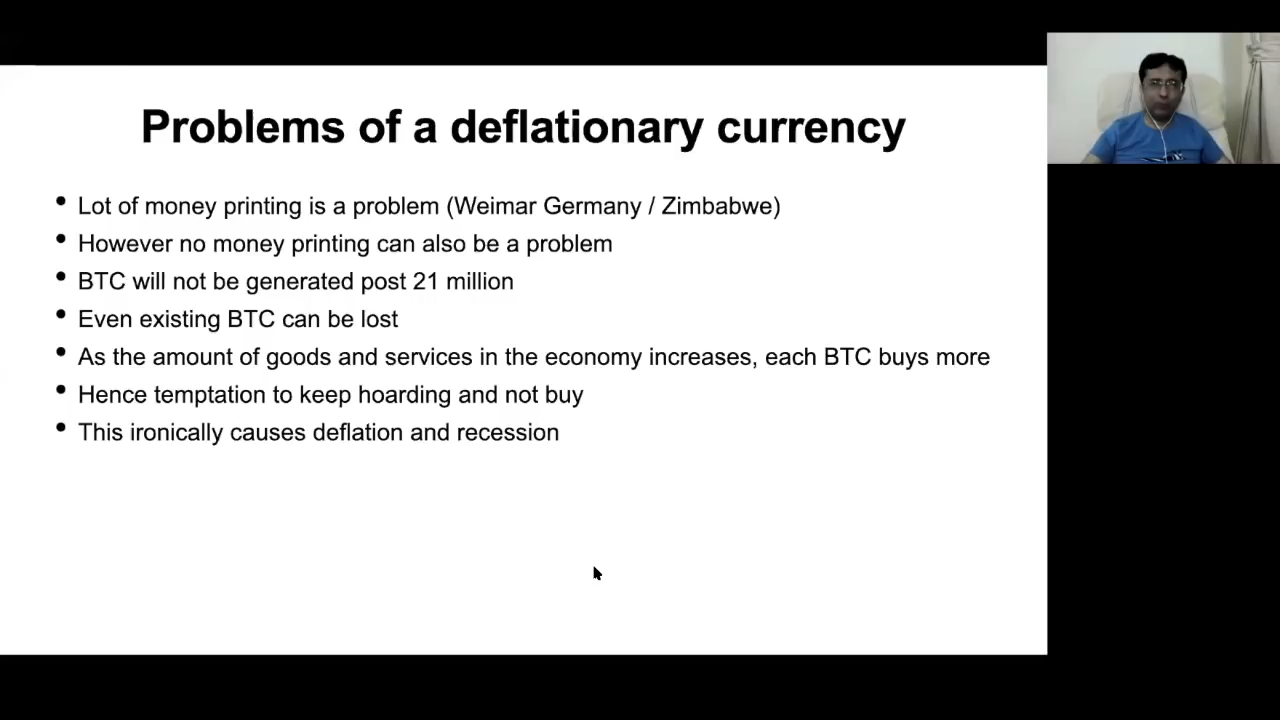 Problems of a deflationary currency
• Lot of money printing is a problem (Weimar Germany / Zimbabwe)
• However no money printing can also be a problem
• BTC will not be generated post 21 million
• Even existing BTC can be lost
• As the amount of goods and services in the economy increases, each BTC buys more
• Hence temptation to keep hoarding and not buy
• This ironically causes deflation and recession